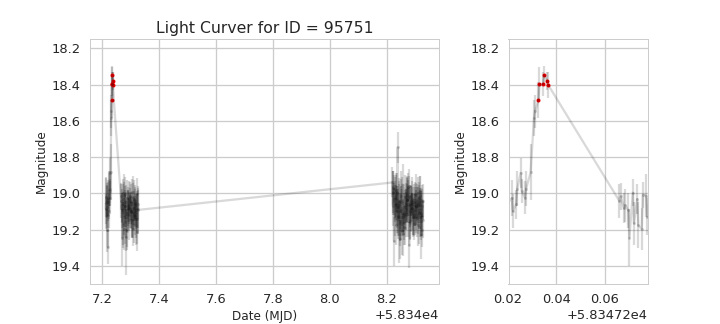 Light Curver for ID = 95751
18.2
18.4
18.6
18.8
19.0
19.2
19.4
Magnitude
7.2 7.4 7.6 7.8 8.0 8.2
Date (MJD)
+5.834e4
18.2
18.4
18.6
18.8
19.0
19.2
19.4
Magnitude
0.02 0.04 0.06
+5.83472e4